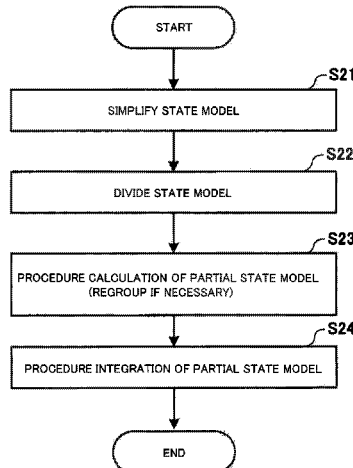 START
S21
SIMPLIFY STATE MODEL
S22
DIVIDE STATE MODEL
S23
PROCEDURE CALCULATION OF PARTIAL STATE MODEL
(REGROUP IF NECESSARY)
S24
PROCEDURE INTEGRATION OF PARTIAL STATE MODEL
END